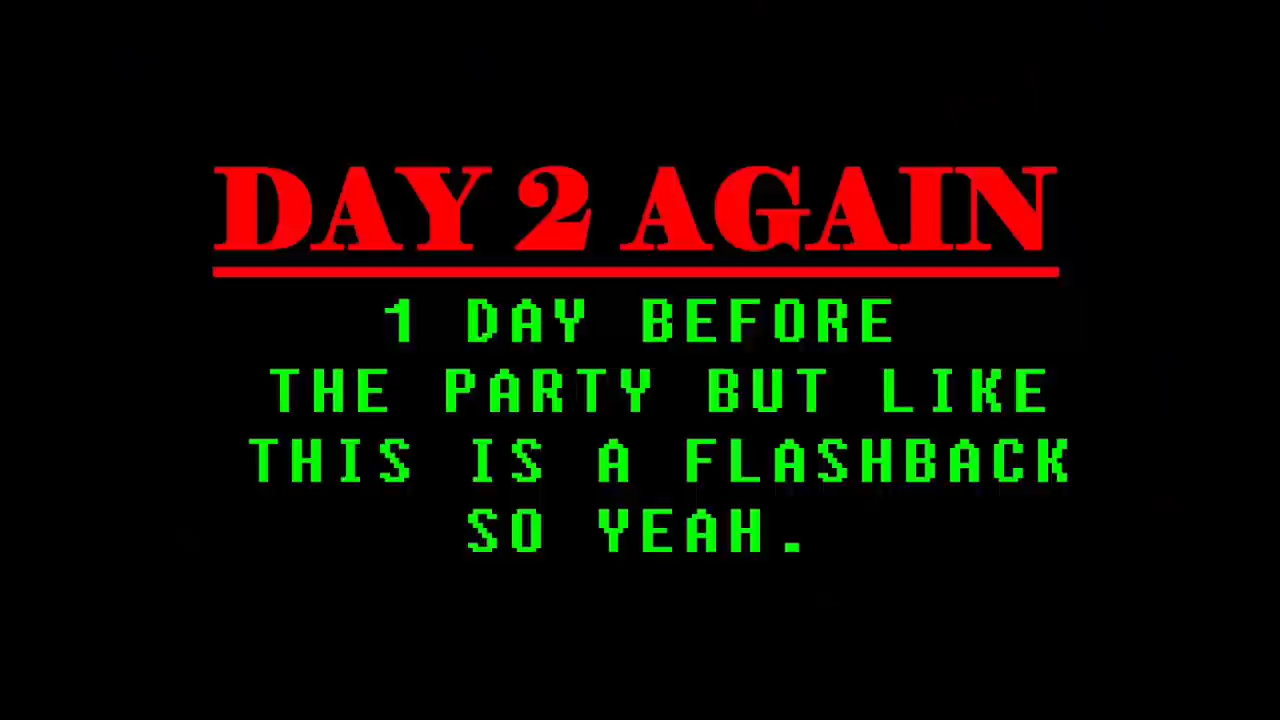 DAY 2 AGAIN
1 DAY BEFORE
THE PARTY BUT LIKE
THIS IS A FLASHBACK
SO YEAH.